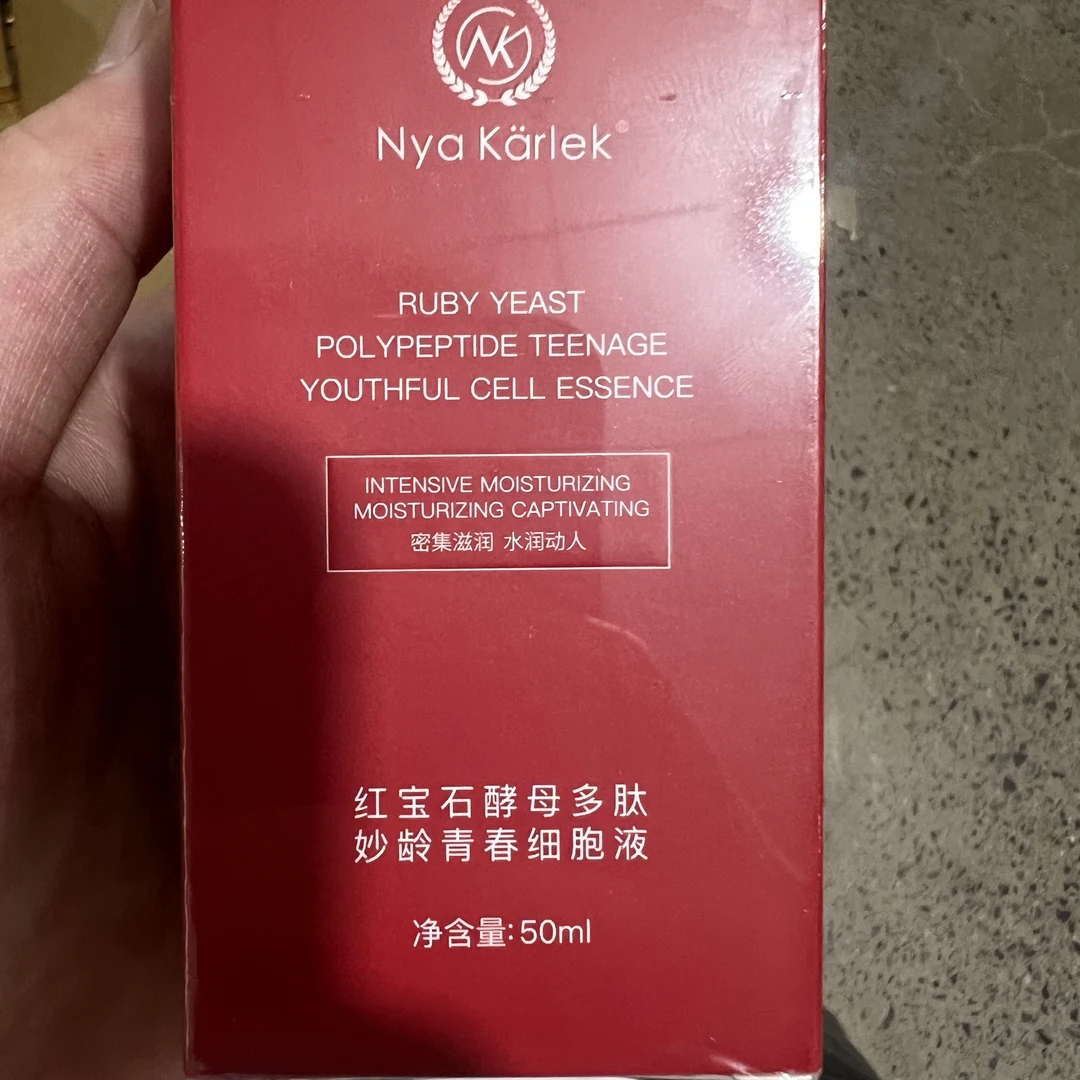 NK
Nya Kärlek
RUBY YEAST
POLYPEPTIDE TEENAGE
YOUTHFUL CELL ESSENCE
INTENSIVE MOISTURIZING
MOISTURIZING CAPTIVATING
密集滋润 水润动人
红宝石酵母多肽
妙龄青春细胞液
净含量:50ml